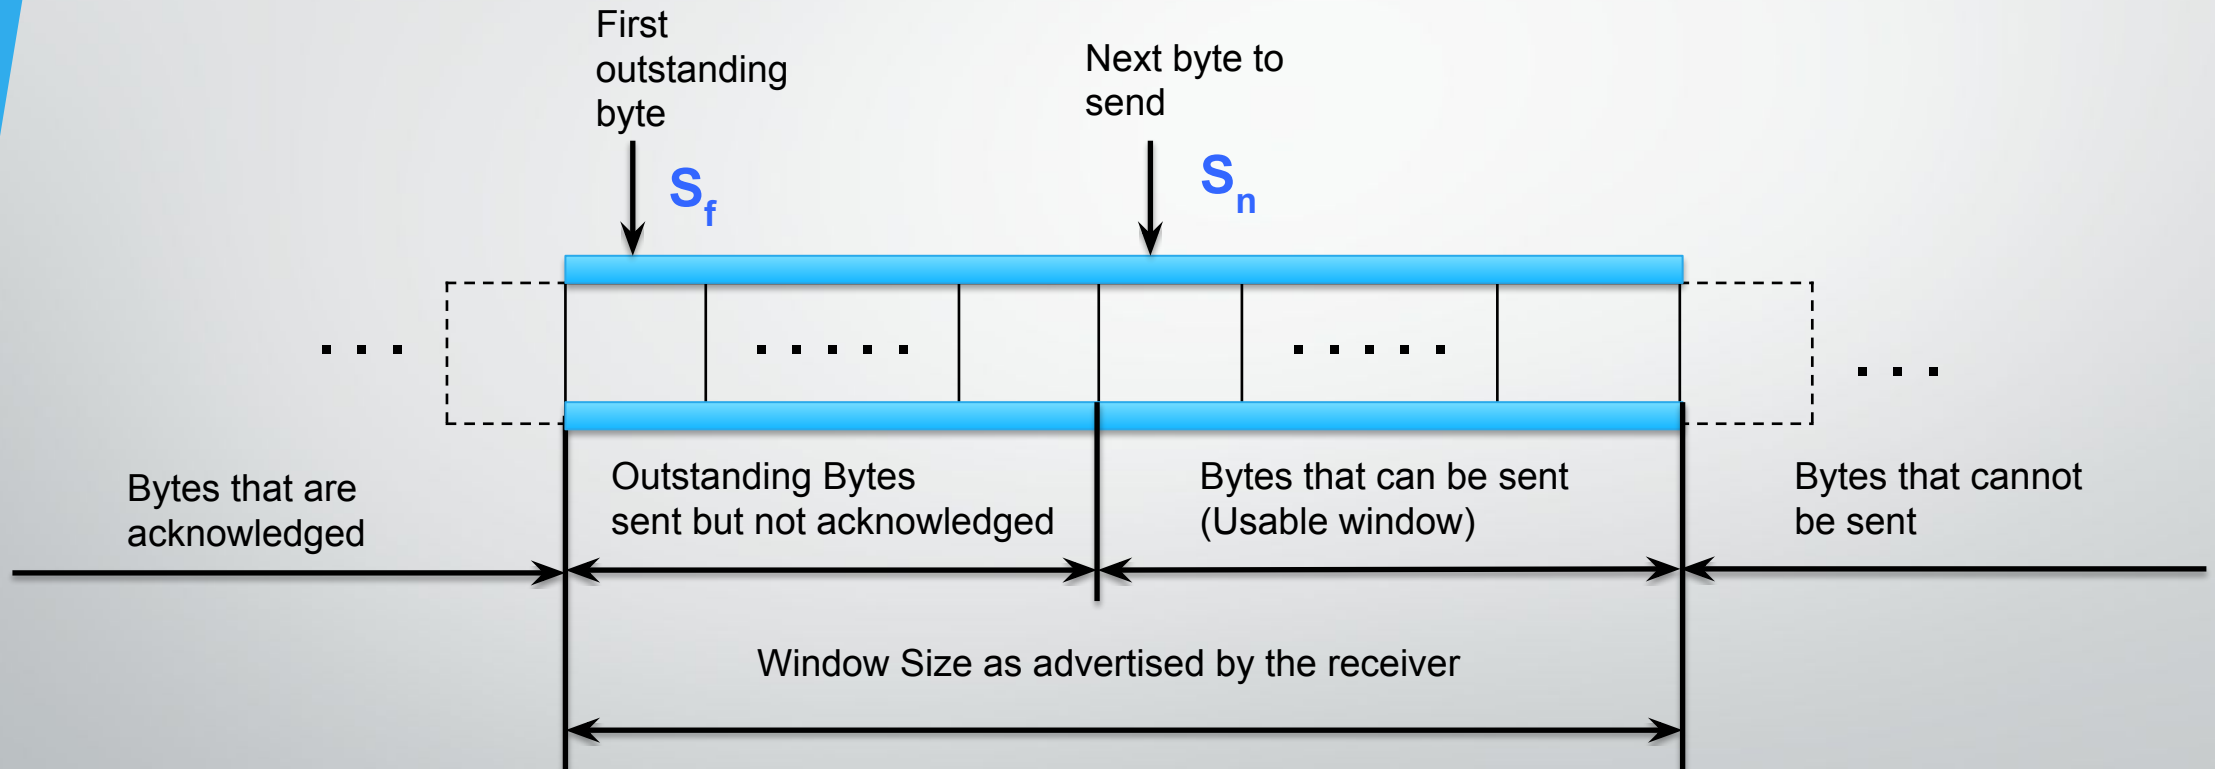 First
outstanding
byte
Next byte to
send
Sf
Sn
. . .
. . . . .
. . . . .
. . .
Bytes that are
acknowledged
Outstanding Bytes
sent but not acknowledged
Bytes that can be sent
(Usable window)
Bytes that cannot
be sent
Window Size as advertised by the receiver